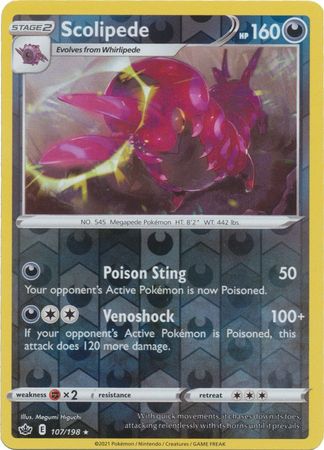 STAGE2
Scolipede
HP 160
Evolves from Whirlipede
NO. 545 Megapede Pokémon HT: 8'2" WT: 442 lbs.
Poison Sting 50
Your opponent's Active Pokémon is now Poisoned.
Venoshock 100+
If your opponent's Active Pokémon is Poisoned, this
attack does 120 more damage.
weakness ×2 resistance retreat
Illus. Megumi Higuchi
With quick movements, it chases down its foes,
attacking relentlessly with its horns until it prevails.
E 107/198 ★
©2021 Pokémon / Nintendo / Creatures / GAME FREAK